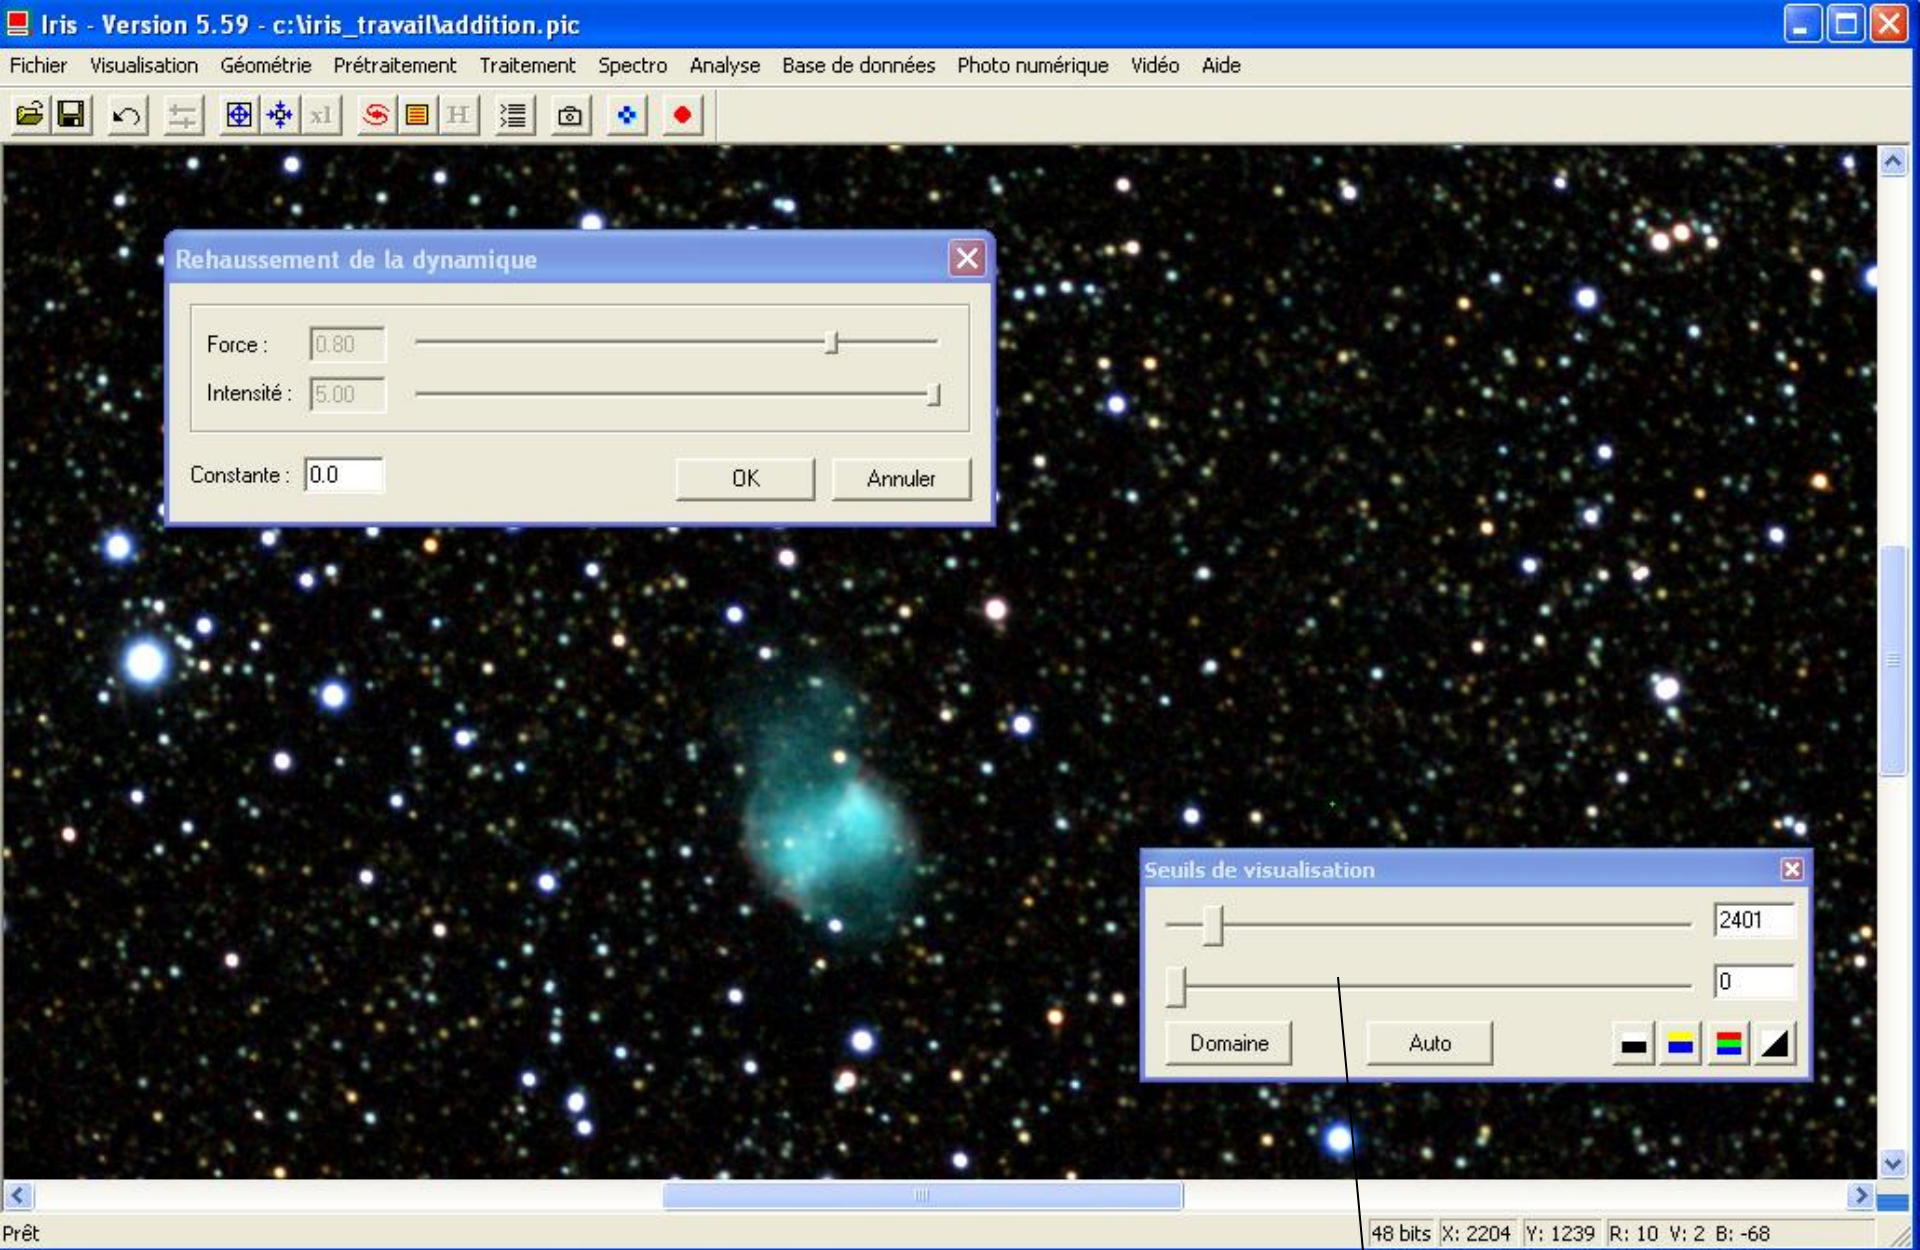 Iris - Version 5.59 - c:\iris_travail\addition.pic
Fichier Visualisation Géométrie Prétraitement Traitement Spectro Analyse Base de données Photo numérique Vidéo Aide
x1 H
Rehaussement de la dynamique
Force : 0.80
Intensité : 5.00
Constante : 0.0 OK Annuler
Seuils de visualisation
2401
0
Domaine Auto
Prêt 48 bits X: 2204 Y: 1239 R: 10 V: 2 B: -68